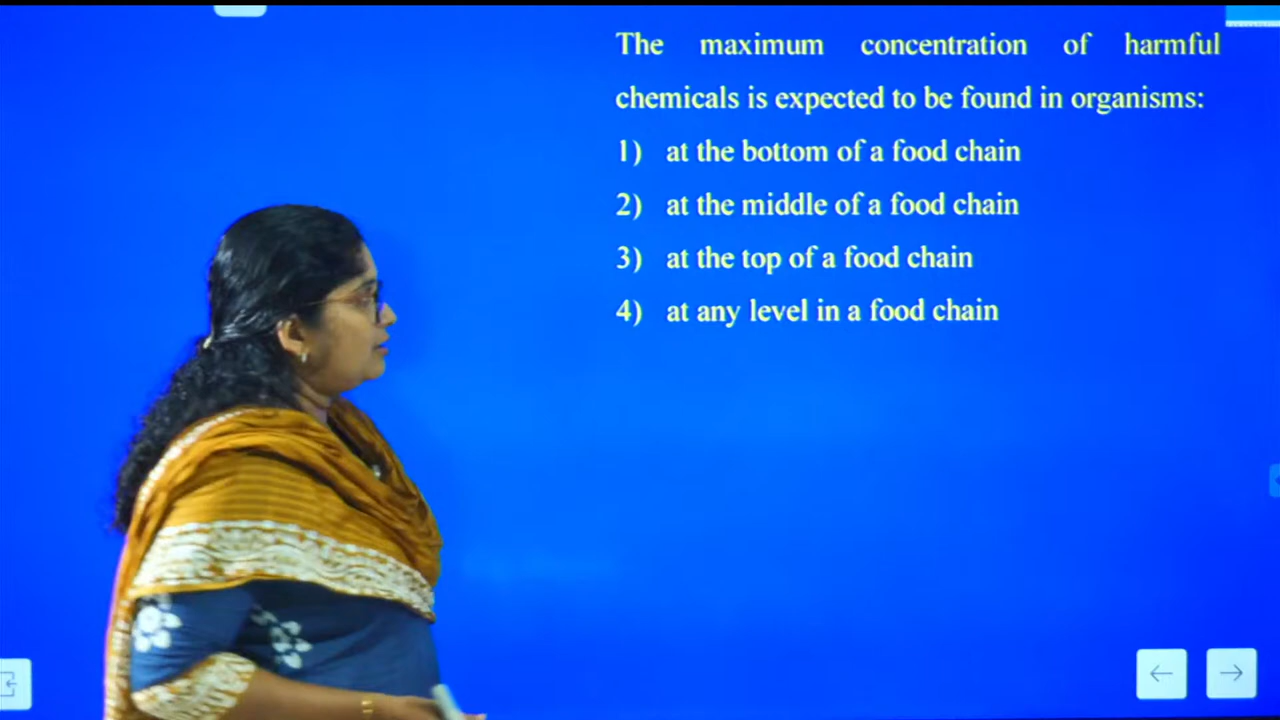 The maximum concentration of harmful
chemicals is expected to be found in organisms:
1) at the bottom of a food chain
2) at the middle of a food chain
3) at the top of a food chain
4) at any level in a food chain